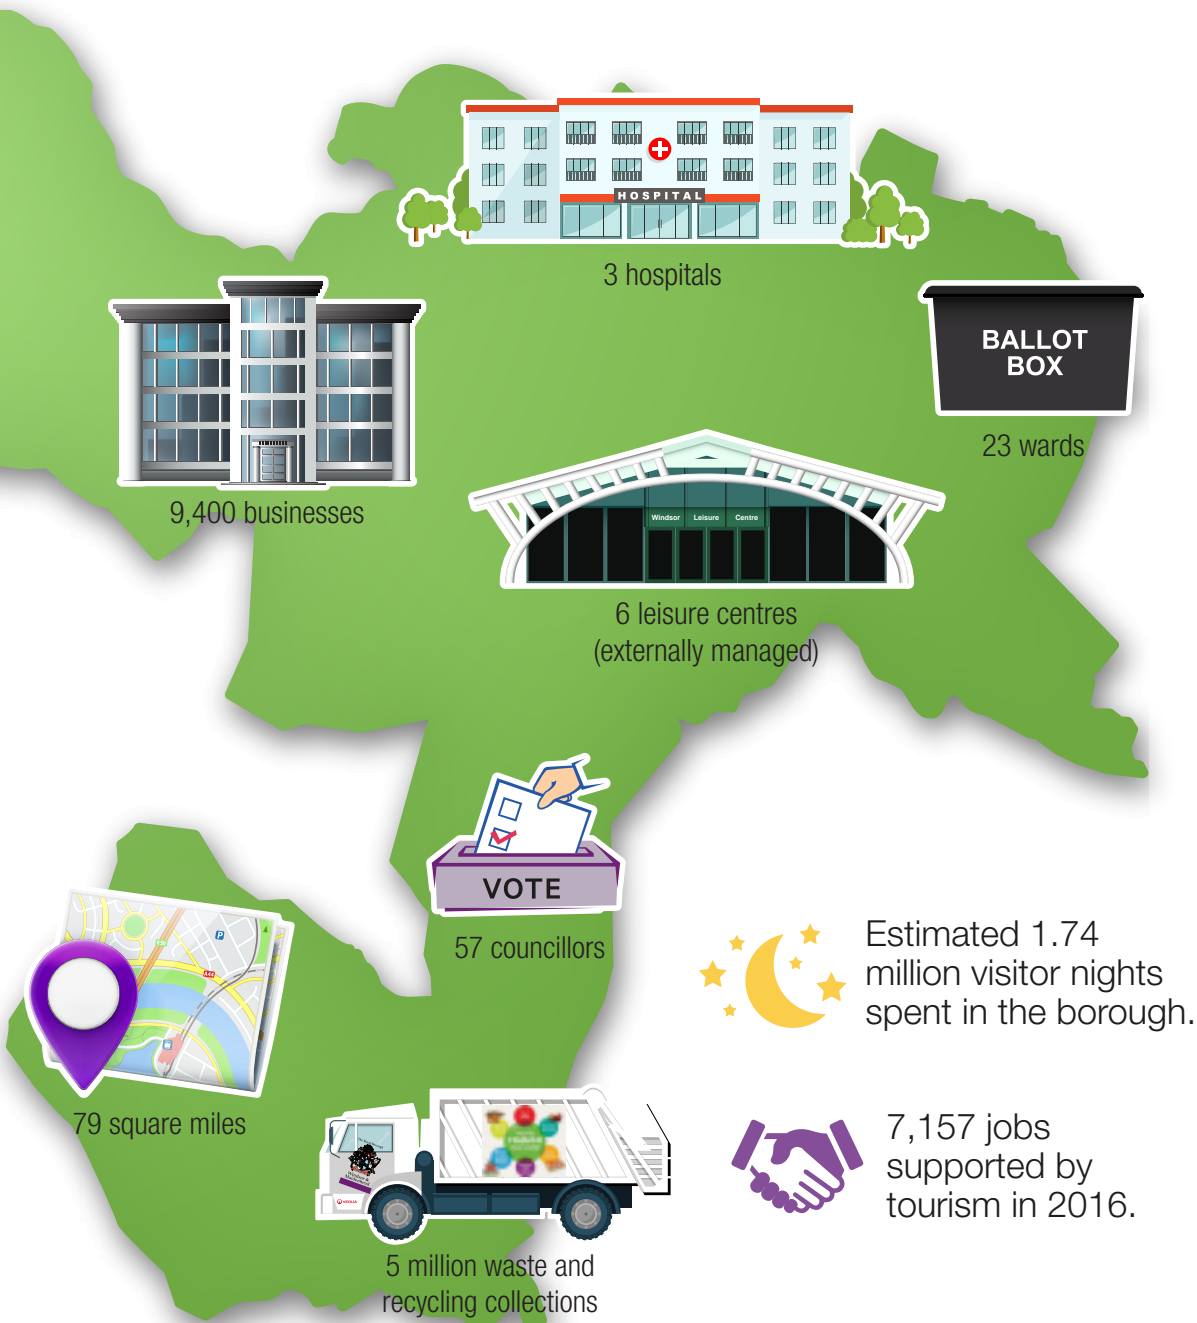 HOSPITAL
3 hospitals
BALLOT
BOX
23 wards
9,400 businesses
Windsor Leisure Centre
6 leisure centres
(externally managed)
VOTE
57 councillors
Estimated 1.74
million visitor nights
spent in the borough.
P
79 square miles
VEOLIA
7,157 jobs
supported by
tourism in 2016.
5 million waste and
recycling collections